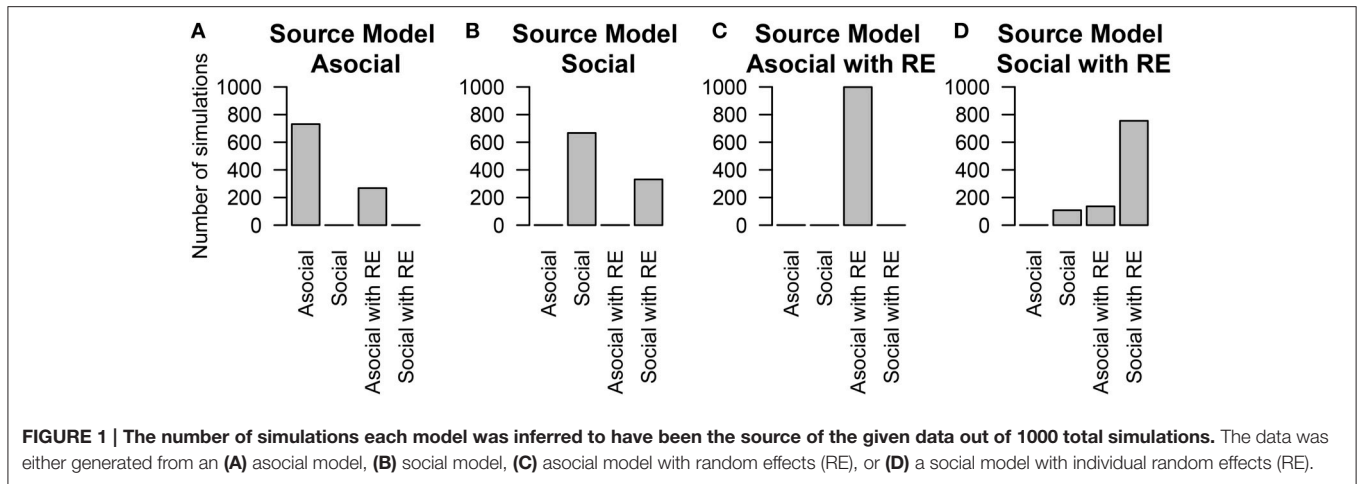 A
Source Model
Asocial
Number of simulations
1000
800
600
400
200
0
Asocial
Social
Asocial with RE
Social with RE
B
Source Model
Social
1000
800
600
400
200
0
Asocial
Social
Asocial with RE
Social with RE
C
Source Model
Asocial with RE
1000
800
600
400
200
0
Asocial
Social
Asocial with RE
Social with RE
D
Source Model
Social with RE
1000
800
600
400
200
0
Asocial
Social
Asocial with RE
Social with RE
FIGURE 1 | The number of simulations each model was inferred to have been the source of the given data out of 1000 total simulations. The data was
either generated from an (A) asocial model, (B) social model, (C) asocial model with random effects (RE), or (D) a social model with individual random effects (RE).